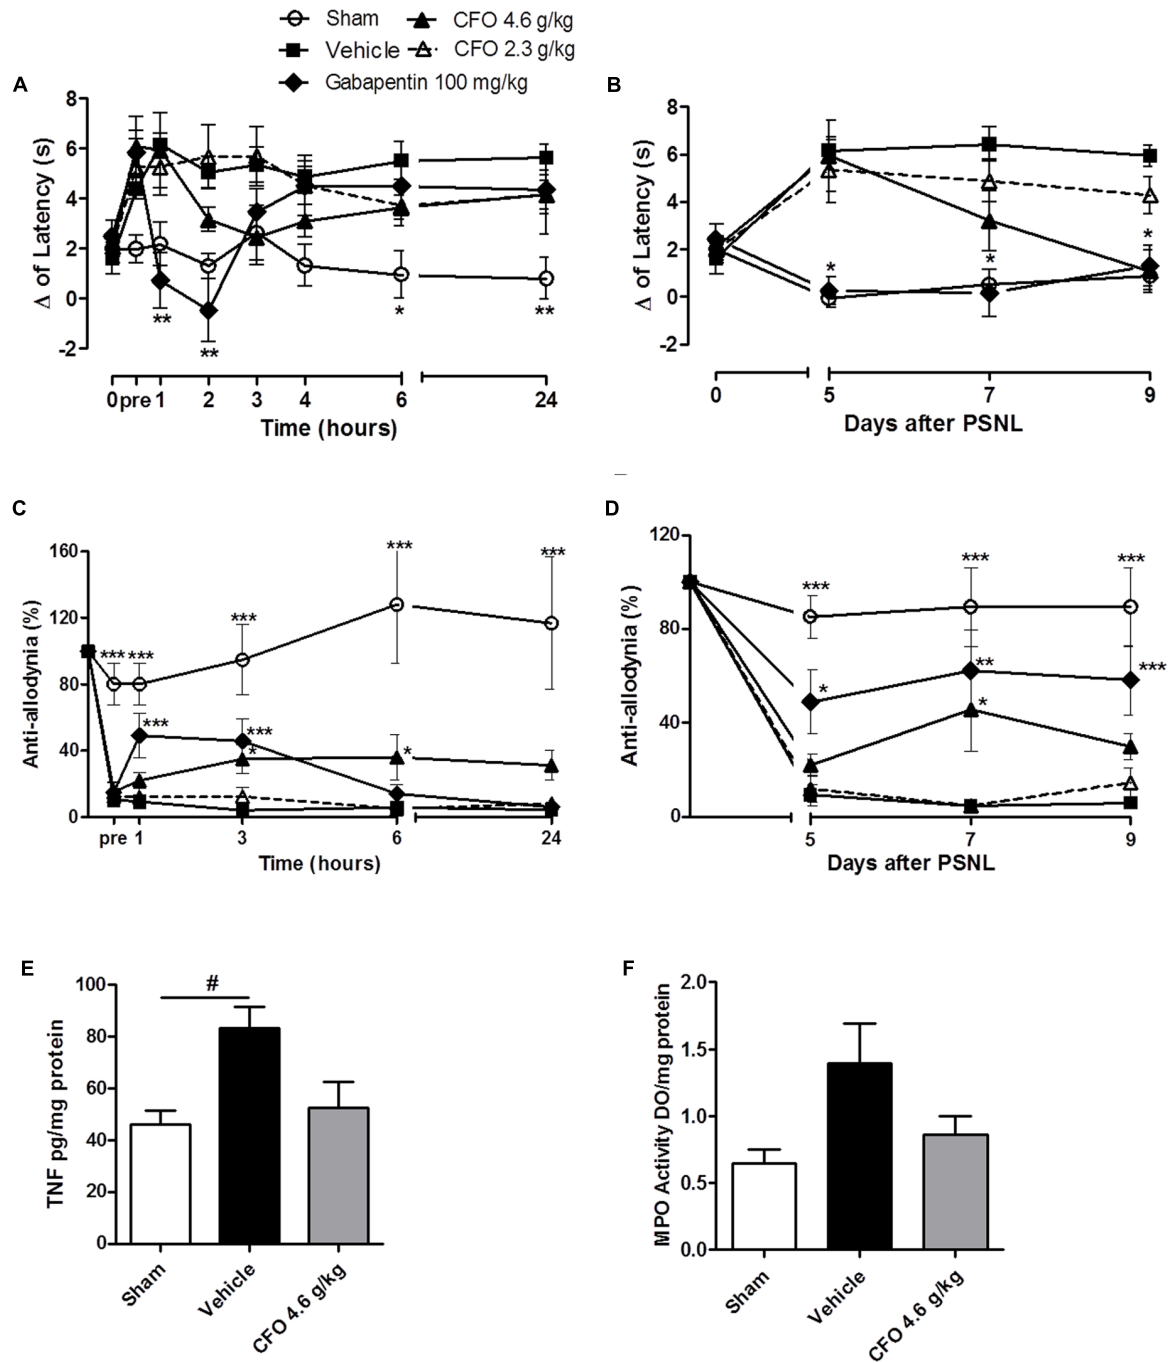 Sham CFO 4.6 g/kg
Vehicle CFO 2.3 g/kg
Gabapentin 100 mg/kg
A
Δ of Latency (s)
8
6
4
2
0
-2
**
**
*
**
0 pre 1 2 3 4 6 24
Time (hours)
B
Δ of Latency (s)
8
6
4
2
0
-2
*
*
*
0 5 7 9
Days after PSNL
C
Anti-allodynia (%)
160
120
80
40
0
*** *** *** *** ***
*** ***
* *
pre 1 3 6 24
Time (hours)
D
Anti-allodynia (%)
120
80
40
0
*** *** ***
* ** ***
*
5 7 9
Days after PSNL
E
TNF pg/mg protein
100
80
60
40
20
0
#
Sham
Vehicle
CFO 4.6 g/kg
F
MPO Activity DO/mg protein
2.0
1.5
1.0
0.5
0.0
Sham
Vehicle
CFO 4.6 g/kg